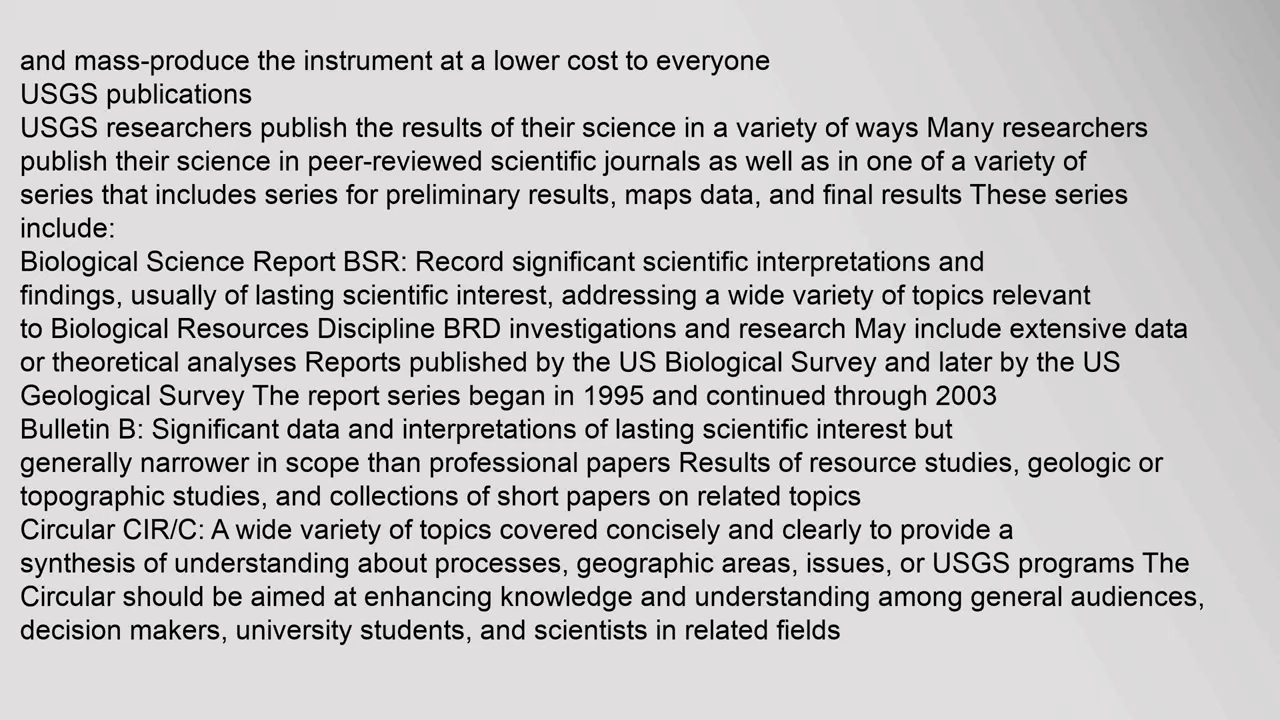 and mass-produce the instrument at a lower cost to everyone
USGS publications
USGS researchers publish the results of their science in a variety of ways Many researchers
publish their science in peer-reviewed scientific journals as well as in one of a variety of
series that includes series for preliminary results, maps data, and final results These series
include:
Biological Science Report BSR: Record significant scientific interpretations and
findings, usually of lasting scientific interest, addressing a wide variety of topics relevant
to Biological Resources Discipline BRD investigations and research May include extensive data
or theoretical analyses Reports published by the US Biological Survey and later by the US
Geological Survey The report series began in 1995 and continued through 2003
Bulletin B: Significant data and interpretations of lasting scientific interest but
generally narrower in scope than professional papers Results of resource studies, geologic or
topographic studies, and collections of short papers on related topics
Circular CIR/C: A wide variety of topics covered concisely and clearly to provide a
synthesis of understanding about processes, geographic areas, issues, or USGS programs The
Circular should be aimed at enhancing knowledge and understanding among general audiences,
decision makers, university students, and scientists in related fields